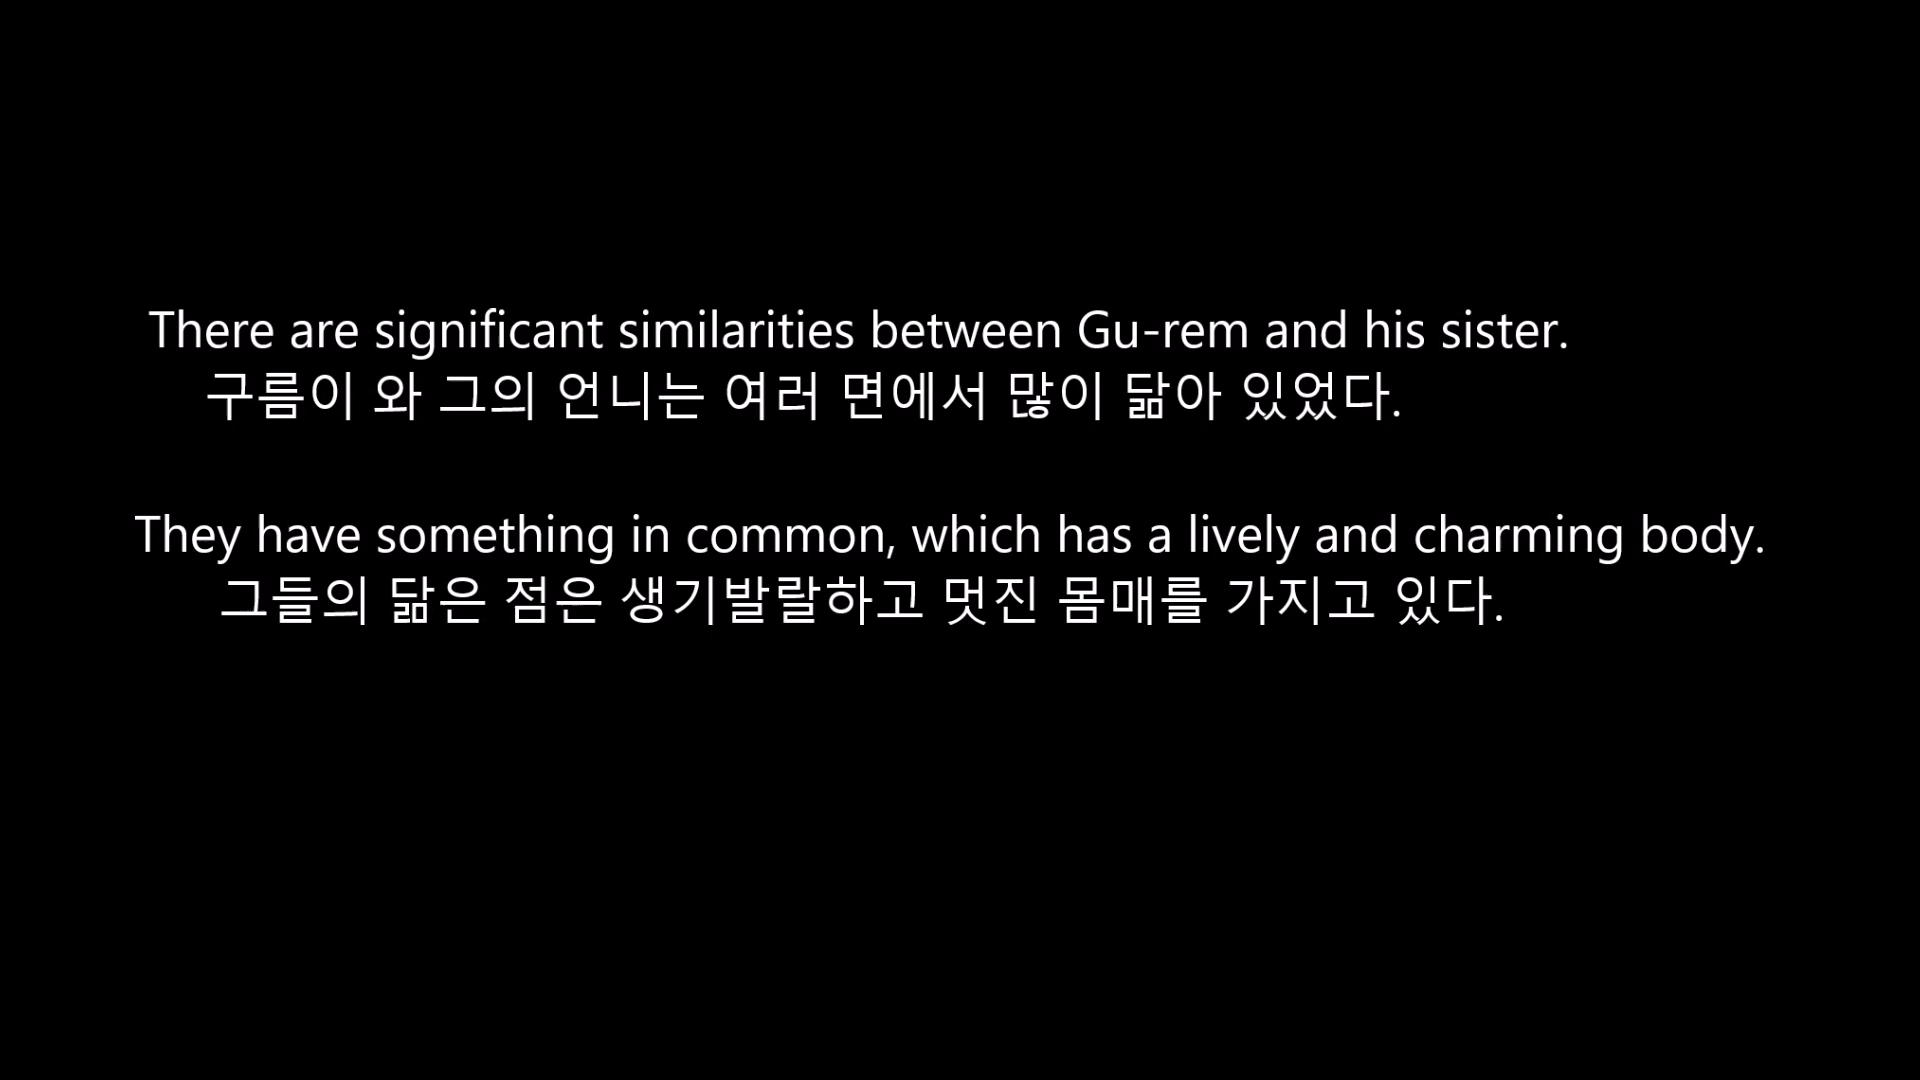 There are significant similarities between Gu-rem and his sister.
구름이 와 그의 언니는 여러 면에서 많이 닮아 있었다.
They have something in common, which has a lively and charming body.
그들의 닮은 점은 생기발랄하고 멋진 몸매를 가지고 있다.